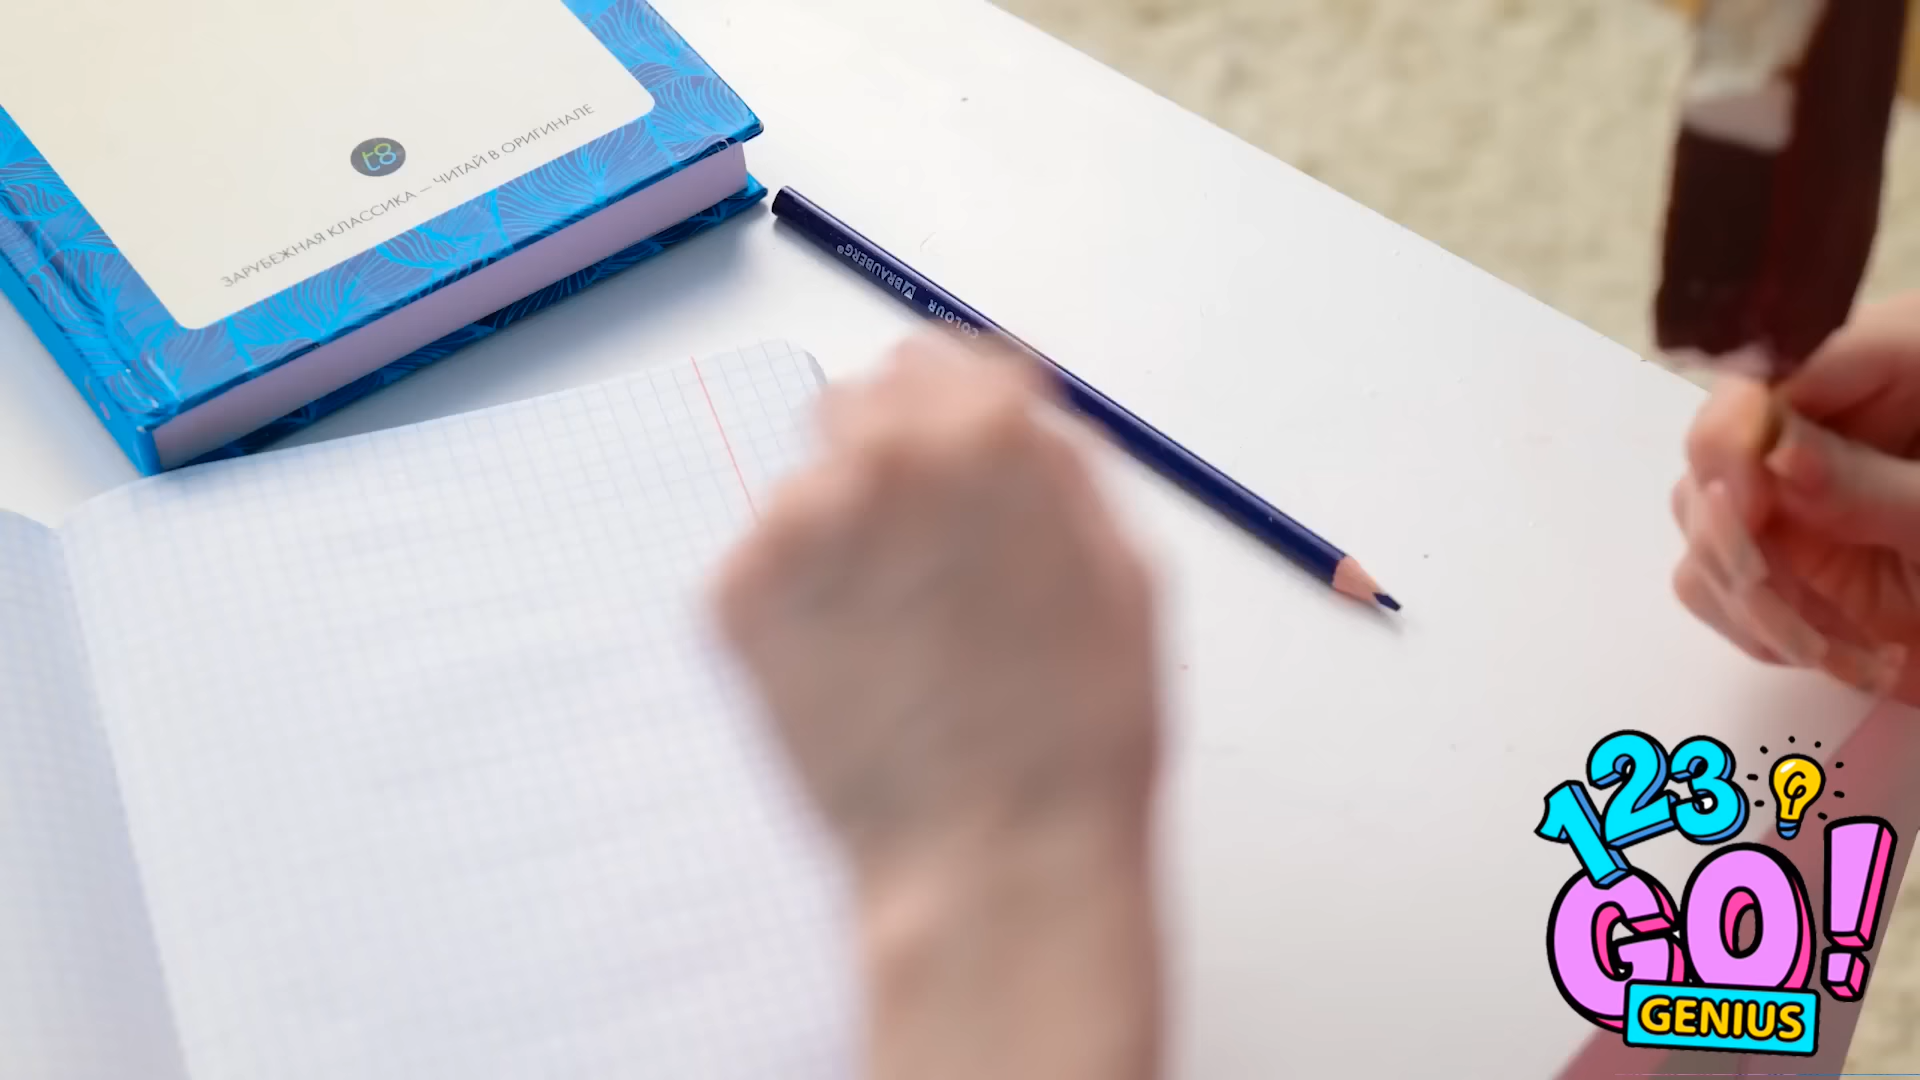 t8
ЗАРУБЕЖНАЯ КЛАССИКА — ЧИТАЙ В ОРИГИНАЛЕ
BRAUBERG® COLOUR
123
GO!
GENIUS